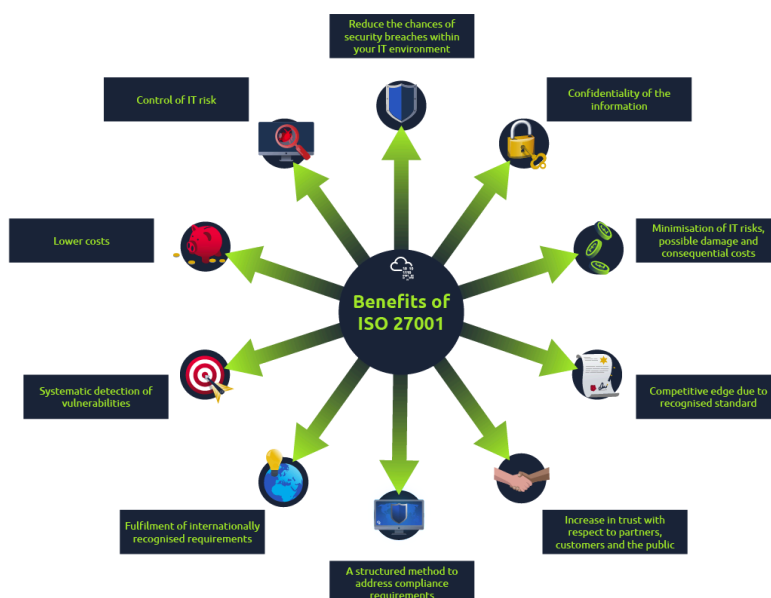 Reduce the chances of
security breaches within
your IT environment
Control of IT risk
Confidentiality of the
information
Lower costs
Minimisation of IT risks,
possible damage and
consequential costs
Benefits of
ISO 27001
Systematic detection of
vulnerabilities
Competitive edge due to
recognised standard
Fulfilment of internationally
recognised requirements
Increase in trust with
respect to partners,
customers and the public
A structured method to
address compliance
requirements